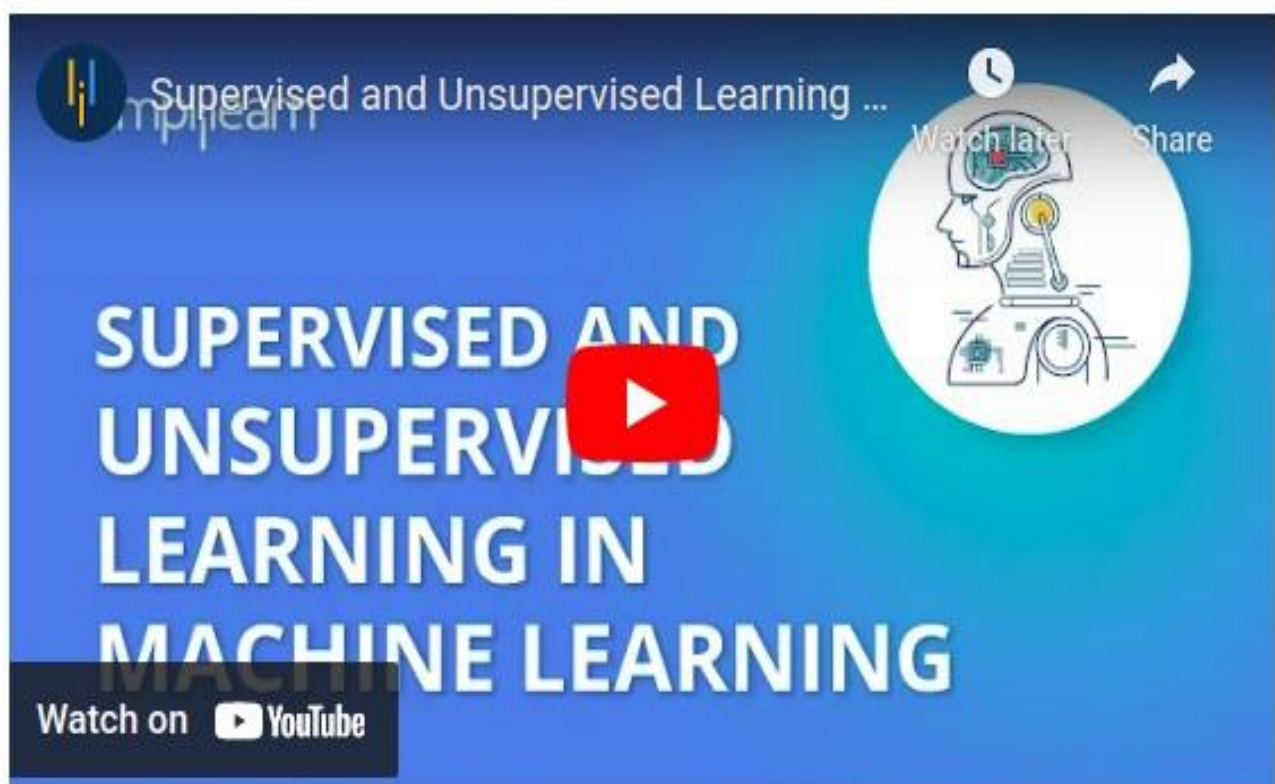 Supervised and Unsupervised Learning ...
Watch later
Share
SUPERVISED AND
UNSUPERVISED
LEARNING IN
MACHINE LEARNING
Watch on YouTube